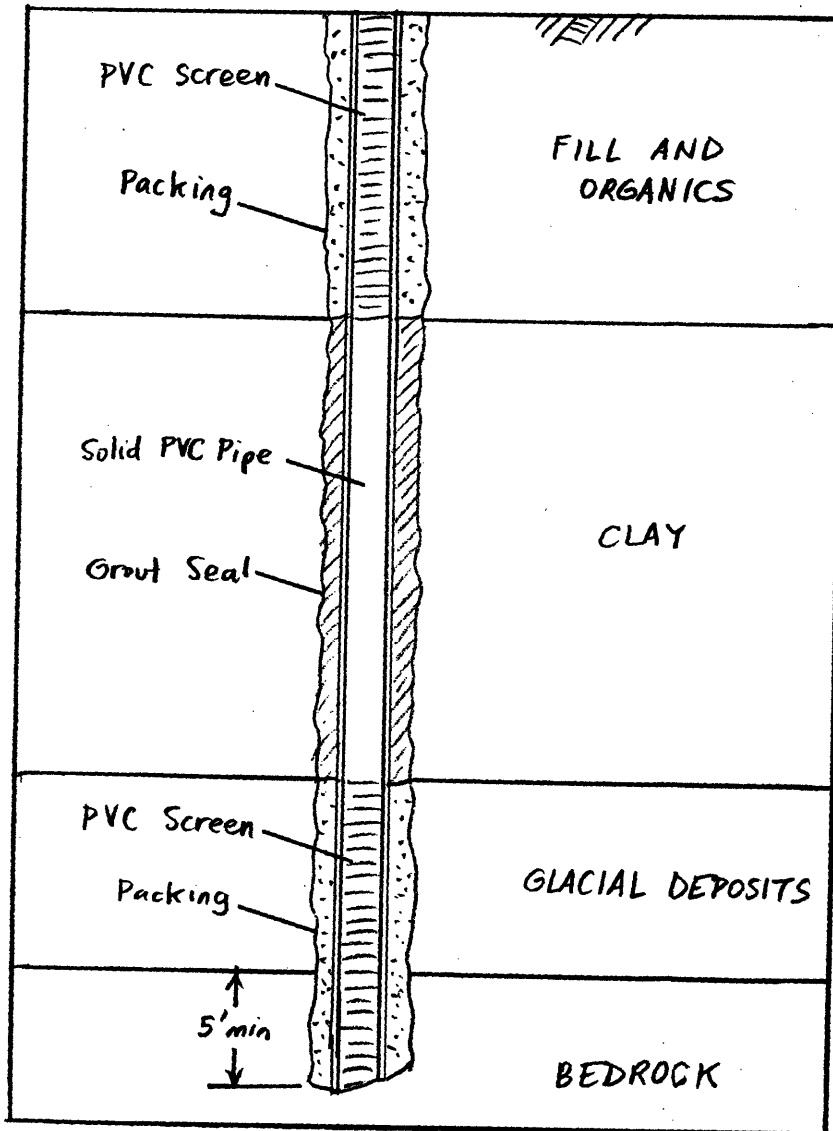 PVC Screen
FILL AND
ORGANICS
Packing
Solid PVC Pipe
CLAY
Grout Seal
PVC Screen
GLACIAL DEPOSITS
Packing
5' min
BEDROCK